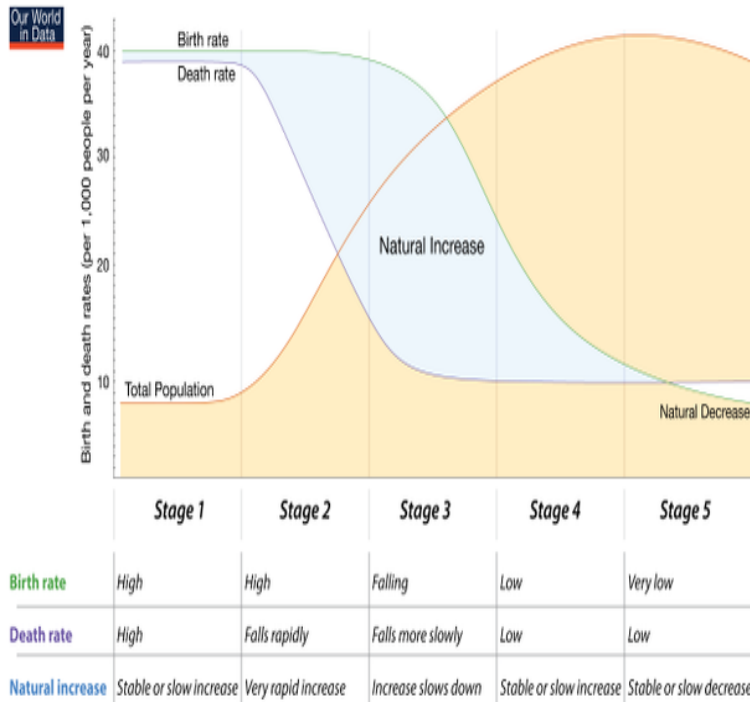 Our World
in Data
Birth and death rates (per 1,000 people per year)
40
30
20
10
Birth rate
Death rate
Natural Increase
Total Population
Natural Decrease
Stage 1 Stage 2 Stage 3 Stage 4 Stage 5
Birth rate High High Falling Low Very low
Death rate High Falls rapidly Falls more slowly Low Low
Natural increase Stable or slow increase Very rapid increase Increase slows down Stable or slow increase Stable or slow decrease